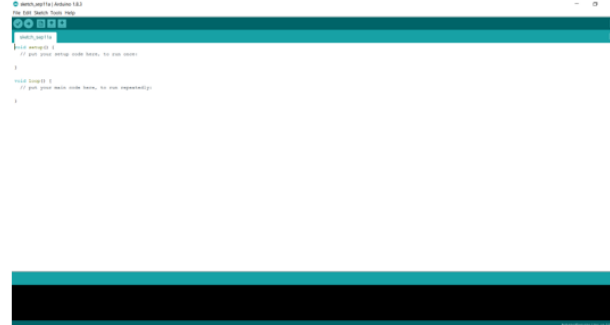 sketch_sep11a | Arduino 1.8.3
File Edit Sketch Tools Help
sketch_sep11a
void setup() {
// put your setup code here, to run once:
}
void loop() {
// put your main code here, to run repeatedly:
}